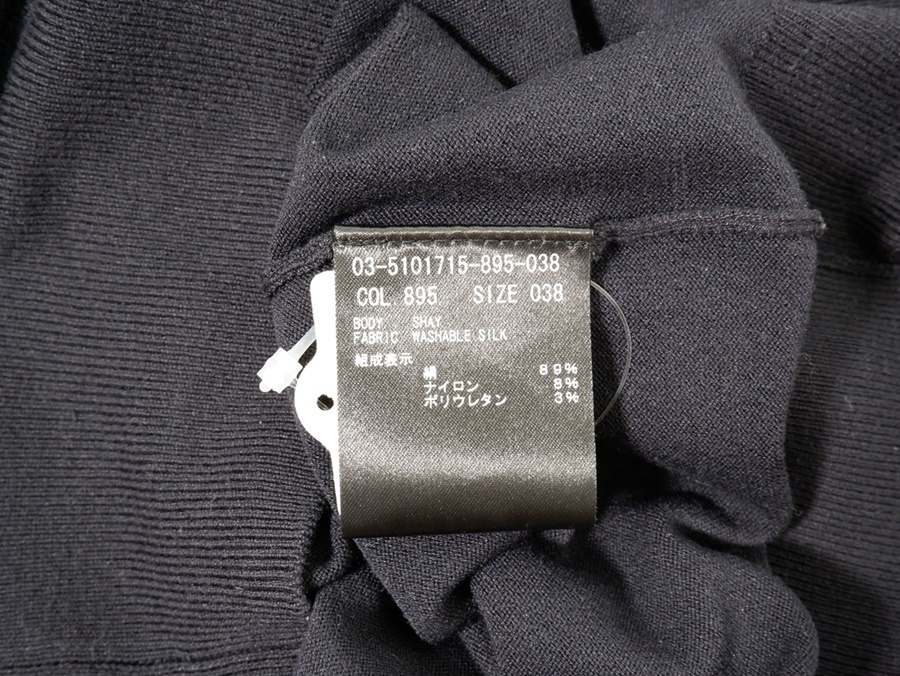 03-5101715-895-038
COL 895 SIZE 038
BODY SHAY
FABRIC WASHABLE SILK
組成表示
絹 89%
ナイロン 8%
ポリウレタン 3%